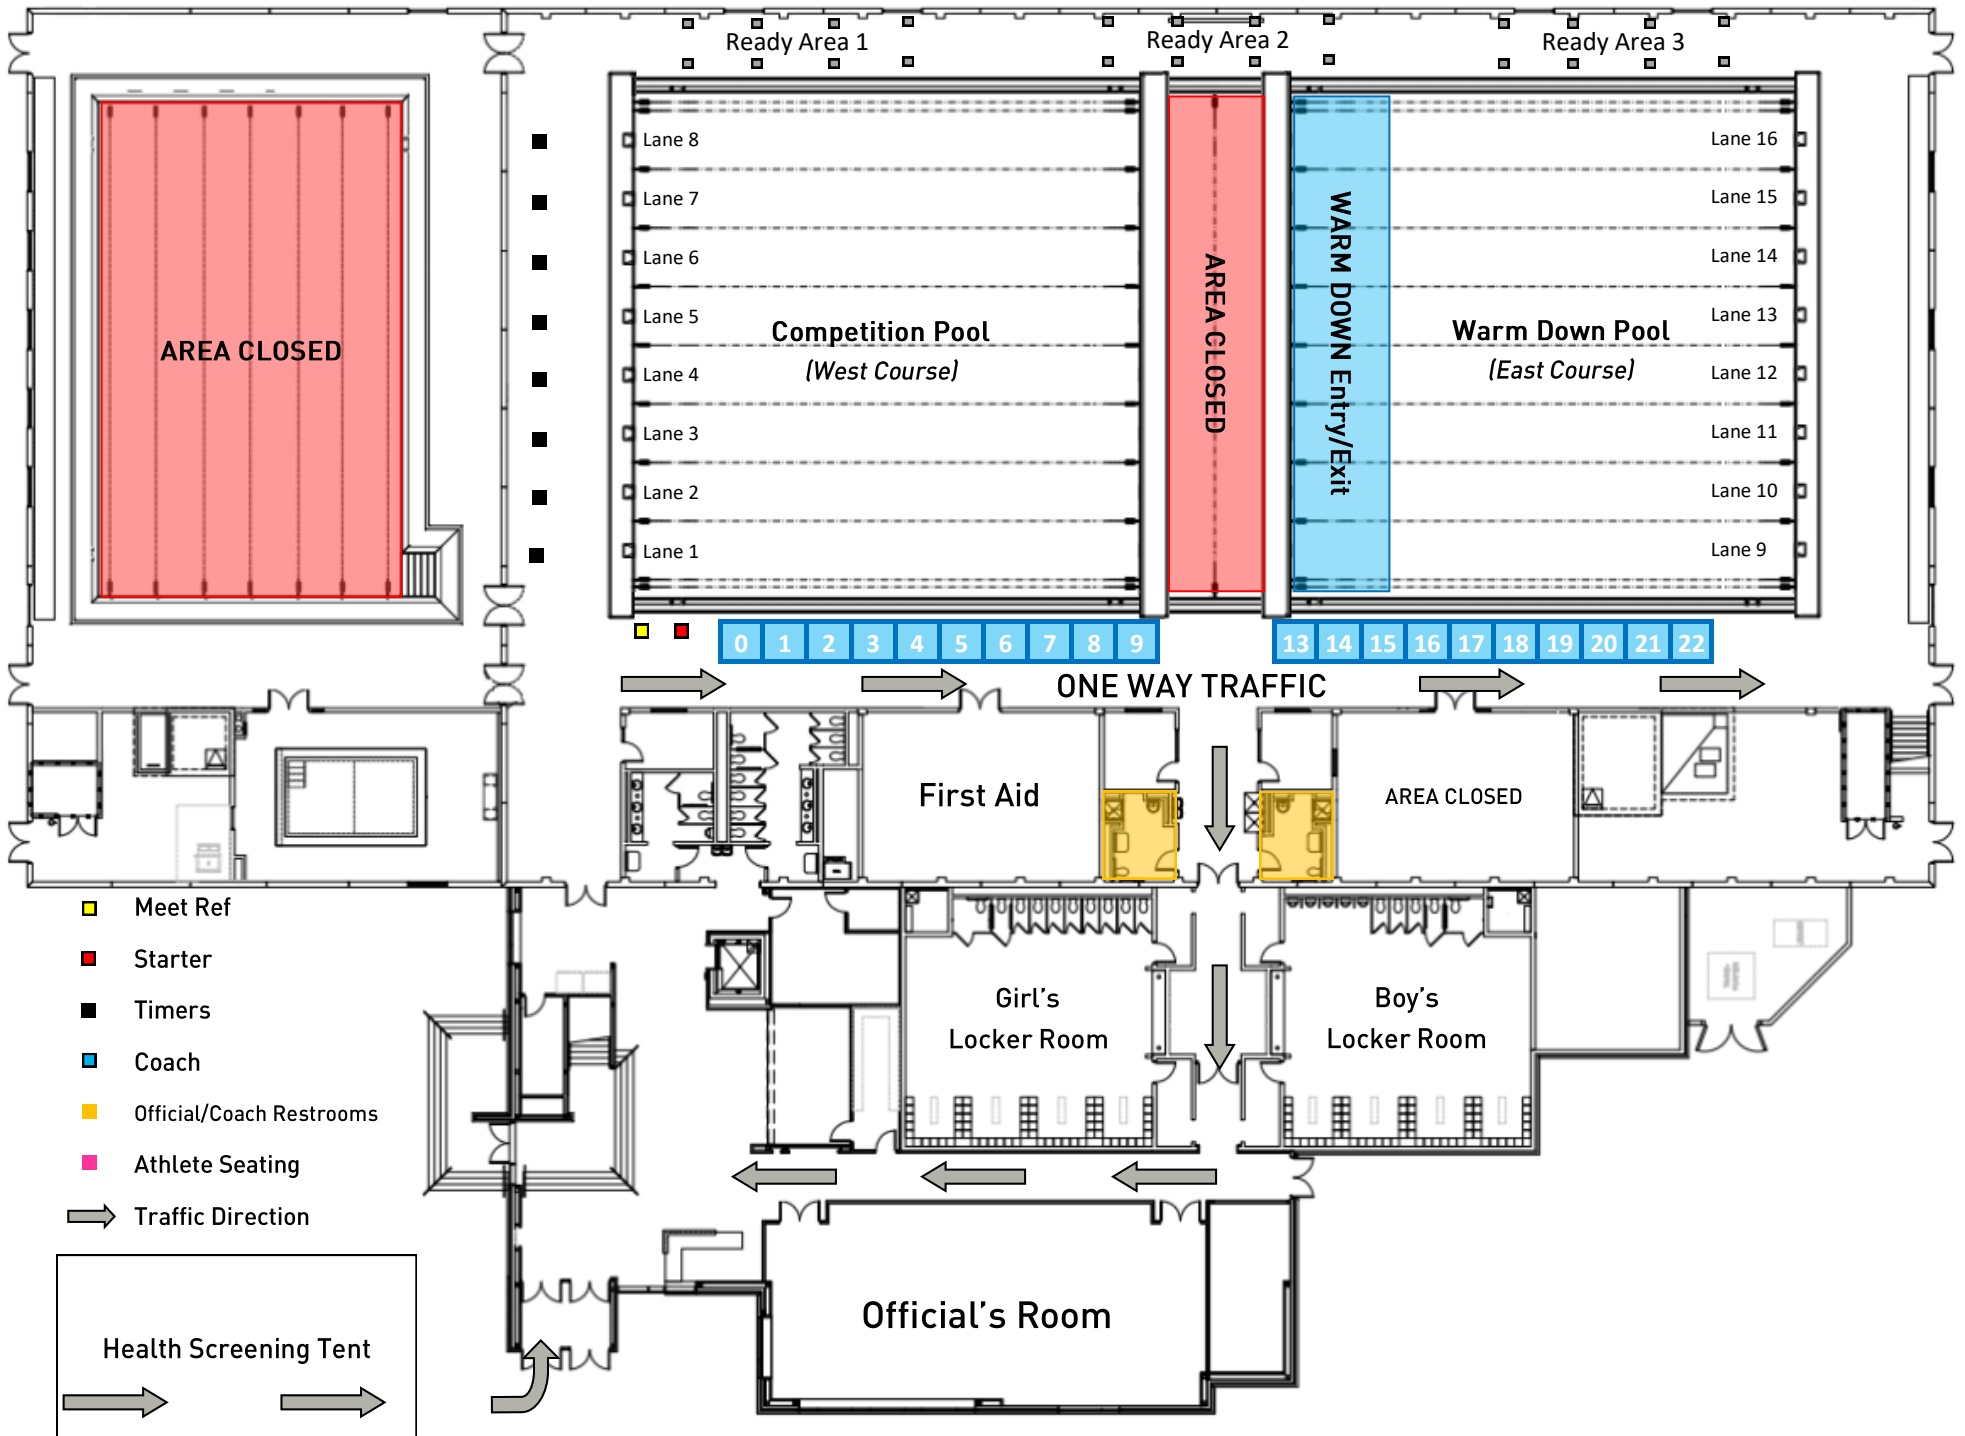 Ready Area 1
Ready Area 2
Ready Area 3
Lane 8
Lane 7
Lane 6
Lane 5
Lane 4
Lane 3
Lane 2
Lane 1
AREA CLOSED
Competition Pool
(West Course)
AREA CLOSED
WARM DOWN Entry/Exit
Warm Down Pool
(East Course)
Lane 16
Lane 15
Lane 14
Lane 13
Lane 12
Lane 11
Lane 10
Lane 9
0 1 2 3 4 5 6 7 8 9
13 14 15 16 17 18 19 20 21 22
ONE WAY TRAFFIC
First Aid
AREA CLOSED
Meet Ref
Starter
Timers
Coach
Official/Coach Restrooms
Athlete Seating
Traffic Direction
Girl's
Locker Room
Boy's
Locker Room
Official's Room
Health Screening Tent